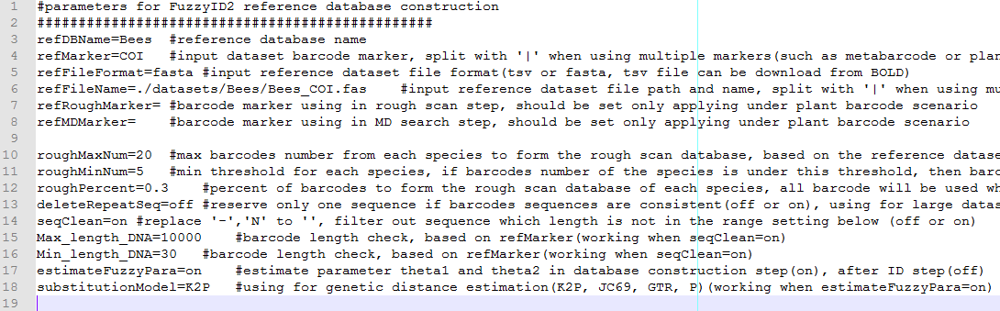 1 #parameters for FuzzyID2 reference database construction
2 ################################################
3 refDBName=Bees #reference database name
4 refMarker=COI #input dataset barcode marker, split with '|' when using multiple markers(such as metabarcode or plan
5 refFileFormat=fasta #input reference dataset file format(tsv or fasta, tsv file can be download from BOLD)
6 refFileName=./datasets/Bees/Bees_COI.fas #input reference dataset file path and name, split with '|' when using mu
7 refRoughMarker= #barcode marker using in rough scan step, should be set only applying under plant barcode scenario
8 refMDMarker= #barcode marker using in MD search step, should be set only applying under plant barcode scenario
9
10 roughMaxNum=20 #max barcodes number from each species to form the rough scan database, based on the reference datase
11 roughMinNum=5 #min threshold for each species, if barcodes number of the species is under this threshold, then barc
12 roughPercent=0.3 #percent of barcodes to form the rough scan database of each species, all barcode will be used wh
13 deleteRepeatSeq=off #reserve only one sequence if barcodes sequences are consistent(off or on), using for large datas
14 seqClean=on #replace '-','N' to '', filter out sequence which length is not in the range setting below (off or on)
15 Max_length_DNA=10000 #barcode length check, based on refMarker(working when seqClean=on)
16 Min_length_DNA=30 #barcode length check, based on refMarker(working when seqClean=on)
17 estimateFuzzyPara=on #estimate parameter theta1 and theta2 in database construction step(on), after ID step(off)
18 substitutionModel=K2P #using for genetic distance estimation(K2P, JC69, GTR, P)(working when estimateFuzzyPara=on)
19